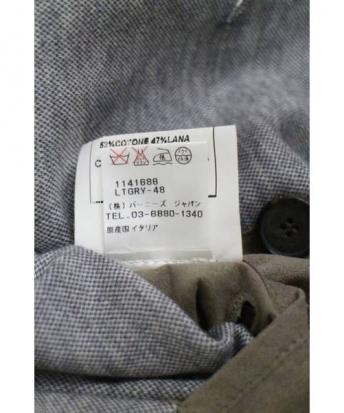 53%COTONE 47%LANA
1141686
LTGRY-48
(株) バーニーズ ジャパン
TEL.03-6880-1340
原産国イタリア